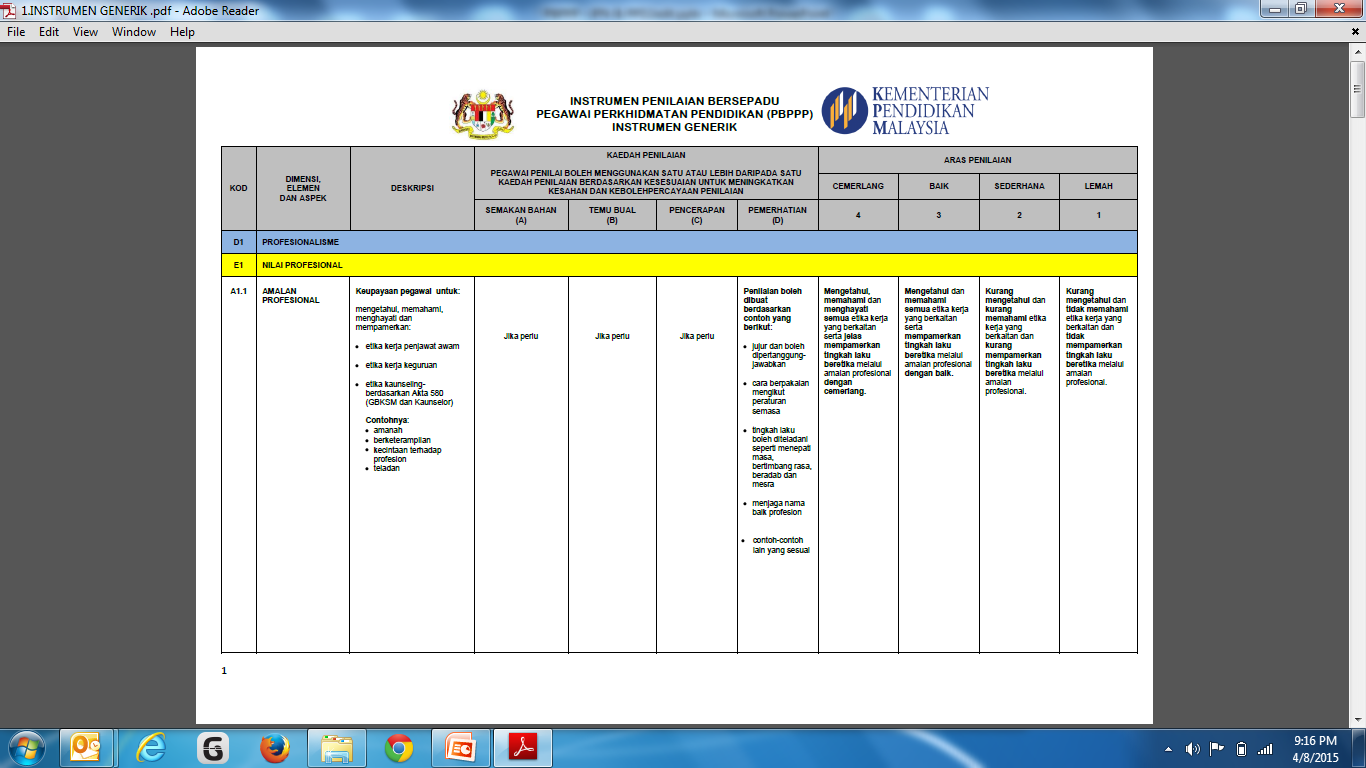 1.INSTRUMEN GENERIK .pdf - Adobe Reader
File Edit View Window Help
INSTRUMEN PENILAIAN BERSEPADU
PEGAWAI PERKHIDMATAN PENDIDIKAN (PBPPP)
INSTRUMEN GENERIK
KEMENTERIAN
PENDIDIKAN
MALAYSIA
KOD
DIMENSI,
ELEMEN
DAN ASPEK
DESKRIPSI
KAEDAH PENILAIAN
PEGAWAI PENILAI BOLEH MENGGUNAKAN SATU ATAU LEBIH DARIPADA SATU
KAEDAH PENILAIAN BERDASARKAN KESESUAIAN UNTUK MENINGKATKAN
KESAHAN DAN KEBOLEHPERCAYAAN PENILAIAN
SEMAKAN BAHAN
(A)
TEMU BUAL
(B)
PENCERAPAN
(C)
PEMERHATIAN
(D)
ARAS PENILAIAN
CEMERLANG
BAIK
SEDERHANA
LEMAH
4
3
2
1
D1 PROFESIONALISME
E1 NILAI PROFESIONAL
A1.1
AMALAN
PROFESIONAL
Keupayaan pegawai untuk:
mengetahui, memahami,
menghayati dan
mempamerkan:
• etika kerja penjawat awam
• etika kerja keguruan
• etika kaunseling-
berdasarkan Akta 580
(GBKSM dan Kaunselor)
Contohnya:
• amanah
• berketerampilan
• kecintaan terhadap
profesion
• teladan
Jika perlu
Jika perlu
Jika perlu
Penilaian boleh
dibuat
berdasarkan
contoh yang
berikut:
• jujur dan boleh
dipertanggung-
jawabkan
• cara berpakaian
mengikut
peraturan
semasa
• tingkah laku
boleh diteladani
seperti menepati
masa,
bertimbang rasa,
beradab dan
mesra
• menjaga nama
baik profesion
• contoh-contoh
lain yang sesuai
Mengetahui,
memahami dan
menghayati
semua etika kerja
yang berkaitan
serta jelas
mempamerkan
tingkah laku
beretika melalui
amalan profesional
dengan
cemerlang.
Mengetahui dan
memahami
semua etika kerja
yang berkaitan
serta
mempamerkan
tingkah laku
beretika melalui
amalan profesional
dengan baik.
Kurang
mengetahui dan
kurang
memahami etika
kerja yang
berkaitan dan
kurang
mempamerkan
tingkah laku
beretika melalui
amalan
profesional.
Kurang
mengetahui dan
tidak memahami
etika kerja yang
berkaitan dan
tidak
mempamerkan
tingkah laku
beretika melalui
amalan
profesional.
1
9:16 PM
4/8/2015